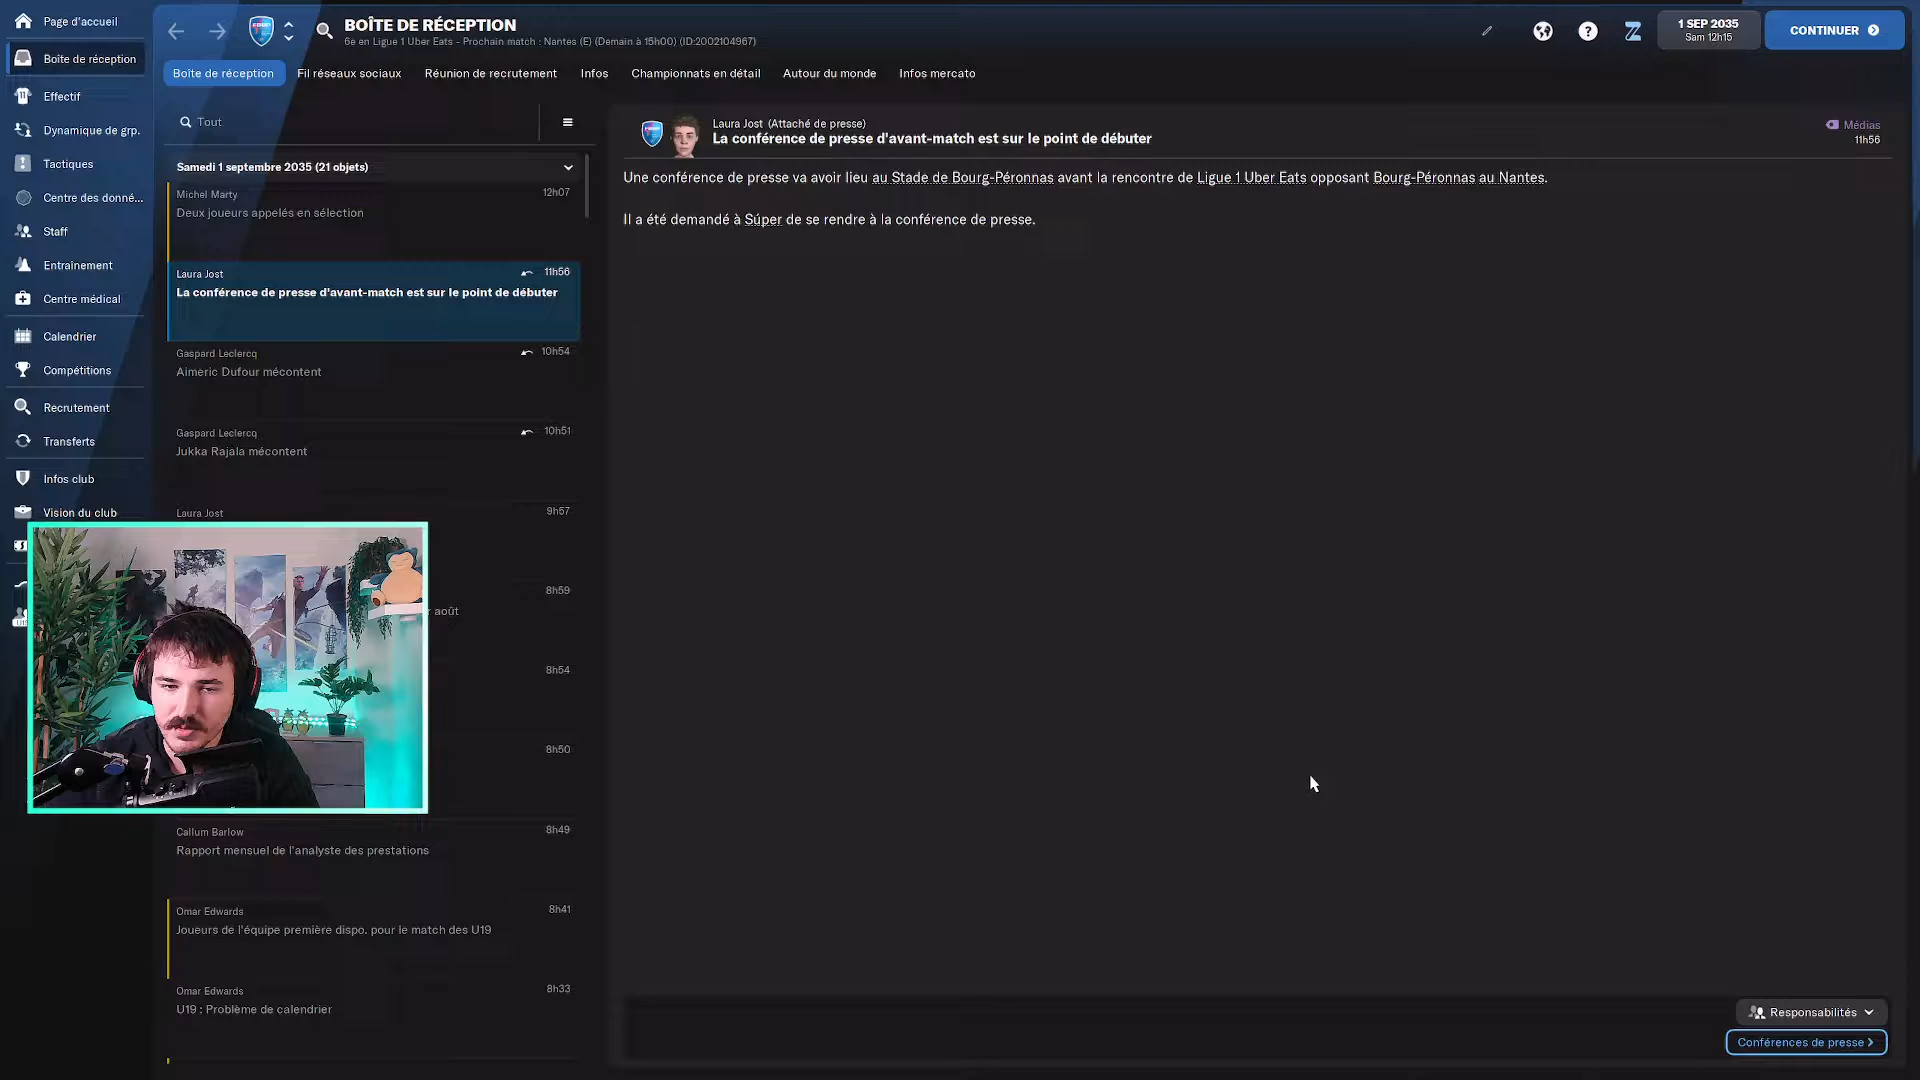 Page d'accueil
Boîte de réception
Effectif
Dynamique de grp.
Tactiques
Centre des donné...
Staff
Entraînement
Centre médical
Calendrier
Compétitions
Recrutement
Transferts
Infos club
Vision du club
BOÎTE DE RÉCEPTION
6e en Ligue 1 Uber Eats - Prochain match : Nantes (E) (Demain à 15h00) (ID:2002104967)
1 SEP 2035
Sam 12h15
CONTINUER
Boîte de réception
Fil réseaux sociaux
Réunion de recrutement
Infos
Championnats en détail
Autour du monde
Infos mercato
Tout
Samedi 1 septembre 2035 (21 objets)
Michel Marty
12h07
Deux joueurs appelés en sélection
Laura Jost
11h56
La conférence de presse d'avant-match est sur le point de débuter
Gaspard Leclercq
10h54
Aimeric Dufour mécontent
Gaspard Leclercq
10h51
Jukka Rajala mécontent
Laura Jost
9h57
8h59
août
8h54
8h50
Callum Barlow
8h49
Rapport mensuel de l'analyste des prestations
Omar Edwards
8h41
Joueurs de l'équipe première dispo. pour le match des U19
Omar Edwards
8h33
U19 : Problème de calendrier
Laura Jost (Attaché de presse)
La conférence de presse d'avant-match est sur le point de débuter
Médias
11h56
Une conférence de presse va avoir lieu au Stade de Bourg-Péronnas avant la rencontre de Ligue 1 Uber Eats opposant Bourg-Péronnas au Nantes.
Il a été demandé à Súper de se rendre à la conférence de presse.
Responsabilités
Conférences de presse >